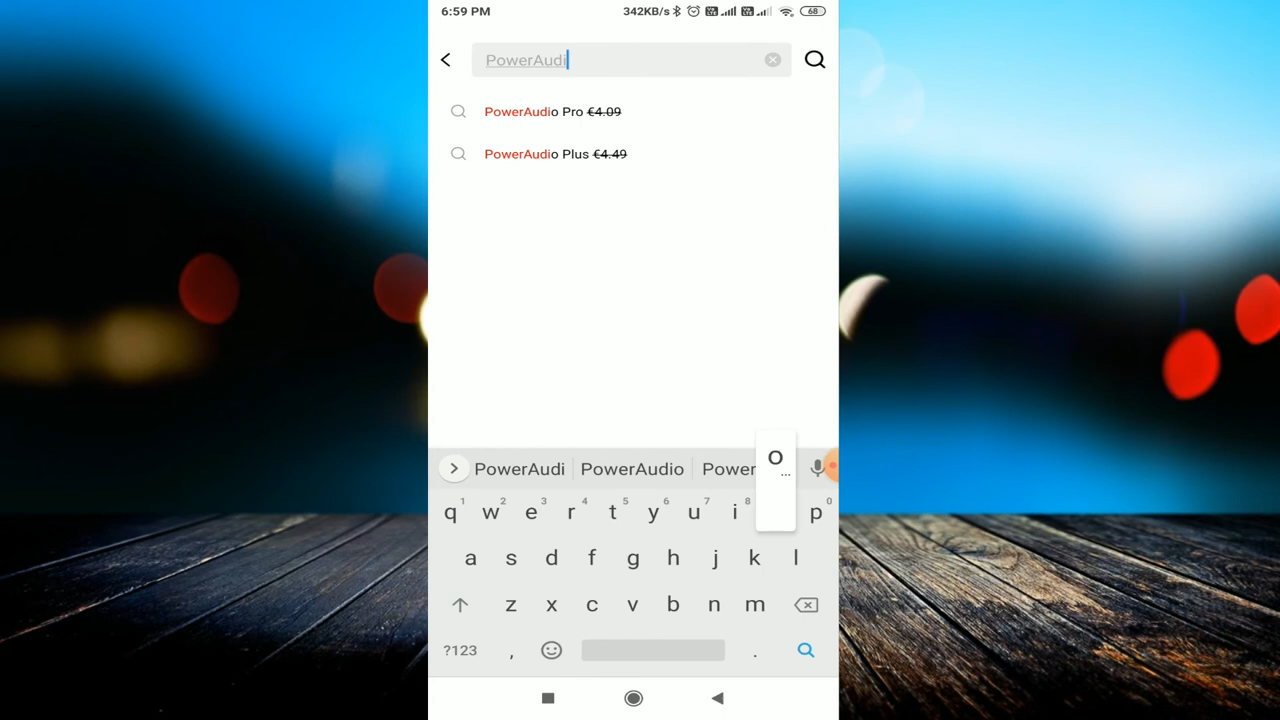 6:59 PM 342KB/s 68
PowerAudi
PowerAudio Pro €4.09
PowerAudio Plus €4.49
PowerAudi PowerAudio Power
o
...
1 2 3 4 5 6 7 8 0
q w e r t y u i p
a s d f g h j k l
z x c v b n m
?123 , .